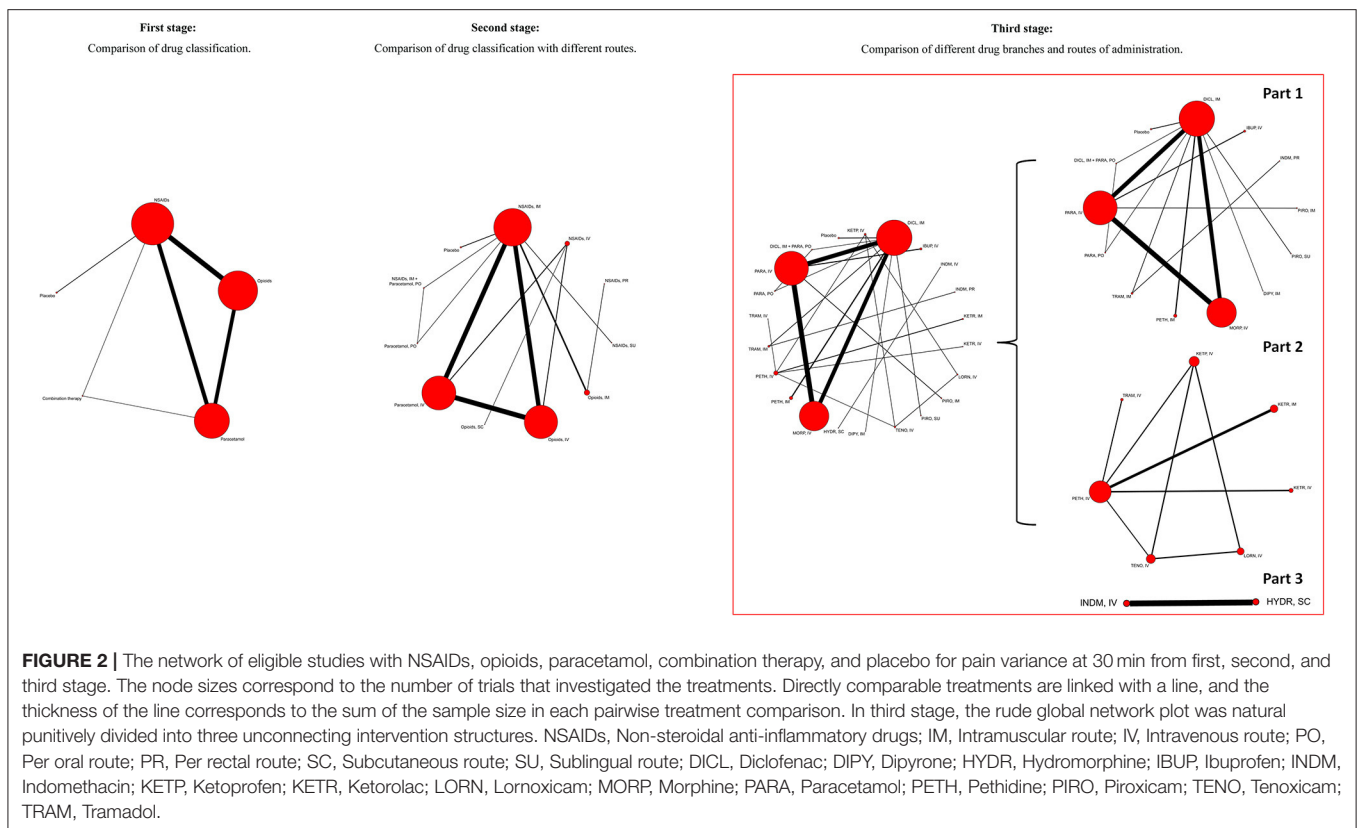 First stage:
Comparison of drug classification.
NSAIDs
Opioids
Placebo
Combination therapy
Paracetamol
Second stage:
Comparison of drug classification with different routes.
NSAIDs, IM
NSAIDs, IV
Placebo
NSAIDs, IM +
Paracetamol, PO
NSAIDs, PR
Paracetamol, PO
NSAIDs, SU
Paracetamol, IV
Opioids, IM
Opioids, SC
Opioids, IV
Third stage:
Comparison of different drug branches and routes of administration.
DICL, IM
KETP, IV
Placebo
IBUP, IV
DICL, IM + PARA, PO
PARA, IV
INDM, IV
PARA, PO
INDM, PR
TRAM, IV
KETR, IM
TRAM, IM
KETR, IV
PETH, IV
LORN, IV
PETH, IM
PIRO, IM
PIRO, SU
MORP, IV
HYDR, SC
DIPY, IM
TENO, IV
Part 1
DICL, IM
Placebo
IBUP, IV
DICL, IM + PARA, PO
INDM, PR
PARA, IV
PIRO, IM
PARA, PO
PIRO, SU
TRAM, IM
DIPY, IM
PETH, IM
MORP, IV
Part 2
KETP, IV
TRAM, IV
KETR, IM
PETH, IV
KETR, IV
TENO, IV
LORN, IV
Part 3
INDM, IV
HYDR, SC
FIGURE 2 | The network of eligible studies with NSAIDs, opioids, paracetamol, combination therapy, and placebo for pain variance at 30 min from first, second, and
third stage. The node sizes correspond to the number of trials that investigated the treatments. Directly comparable treatments are linked with a line, and the
thickness of the line corresponds to the sum of the sample size in each pairwise treatment comparison. In third stage, the rude global network plot was natural
punitively divided into three unconnecting intervention structures. NSAIDs, Non-steroidal anti-inflammatory drugs; IM, Intramuscular route; IV, Intravenous route; PO,
Per oral route; PR, Per rectal route; SC, Subcutaneous route; SU, Sublingual route; DICL, Diclofenac; DIPY, Dipyrone; HYDR, Hydromorphine; IBUP, Ibuprofen; INDM,
Indomethacin; KETP, Ketoprofen; KETR, Ketorolac; LORN, Lornoxicam; MORP, Morphine; PARA, Paracetamol; PETH, Pethidine; PIRO, Piroxicam; TENO, Tenoxicam;
TRAM, Tramadol.